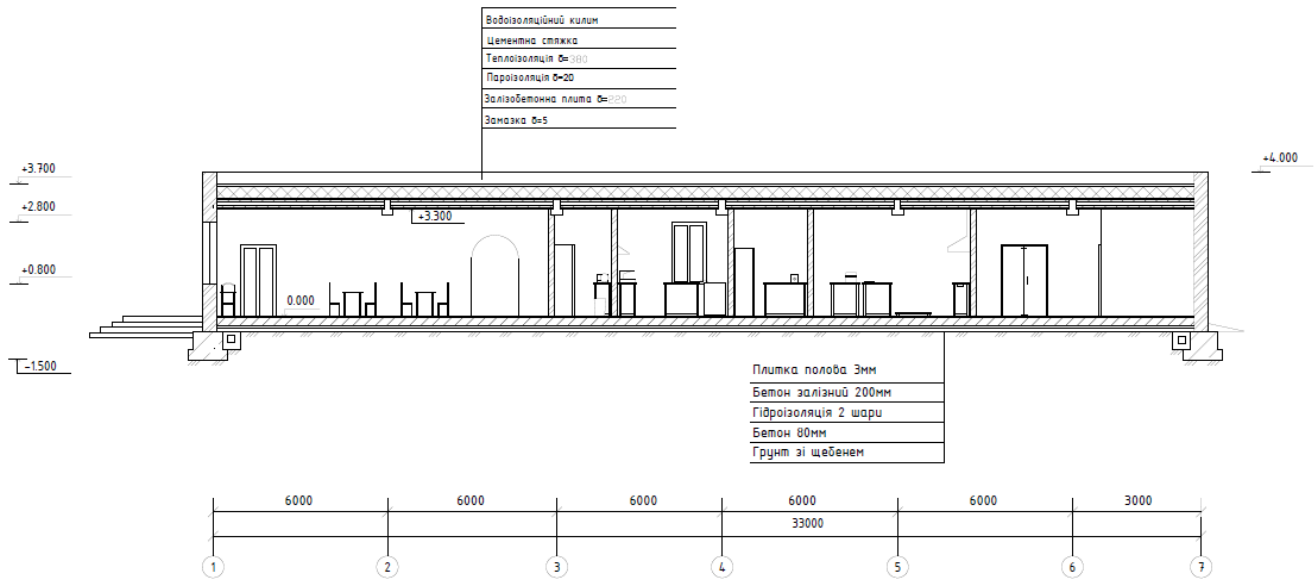 Водоізоляційний килим
Цементна стяжка
Теплоізоляція δ=380
Пароізоляція δ=20
Залізобетонна плита δ=220
Замазка δ=5
+3.700
+4.000
+2.800
+3.300
+0.800
0.000
-1.500
Плитка полова 3мм
Бетон залізний 200мм
Гідроізоляція 2 шари
Бетон 80мм
Грунт зі щебенем
6000 6000 6000 6000 6000 3000
33000
1 2 3 4 5 6 7